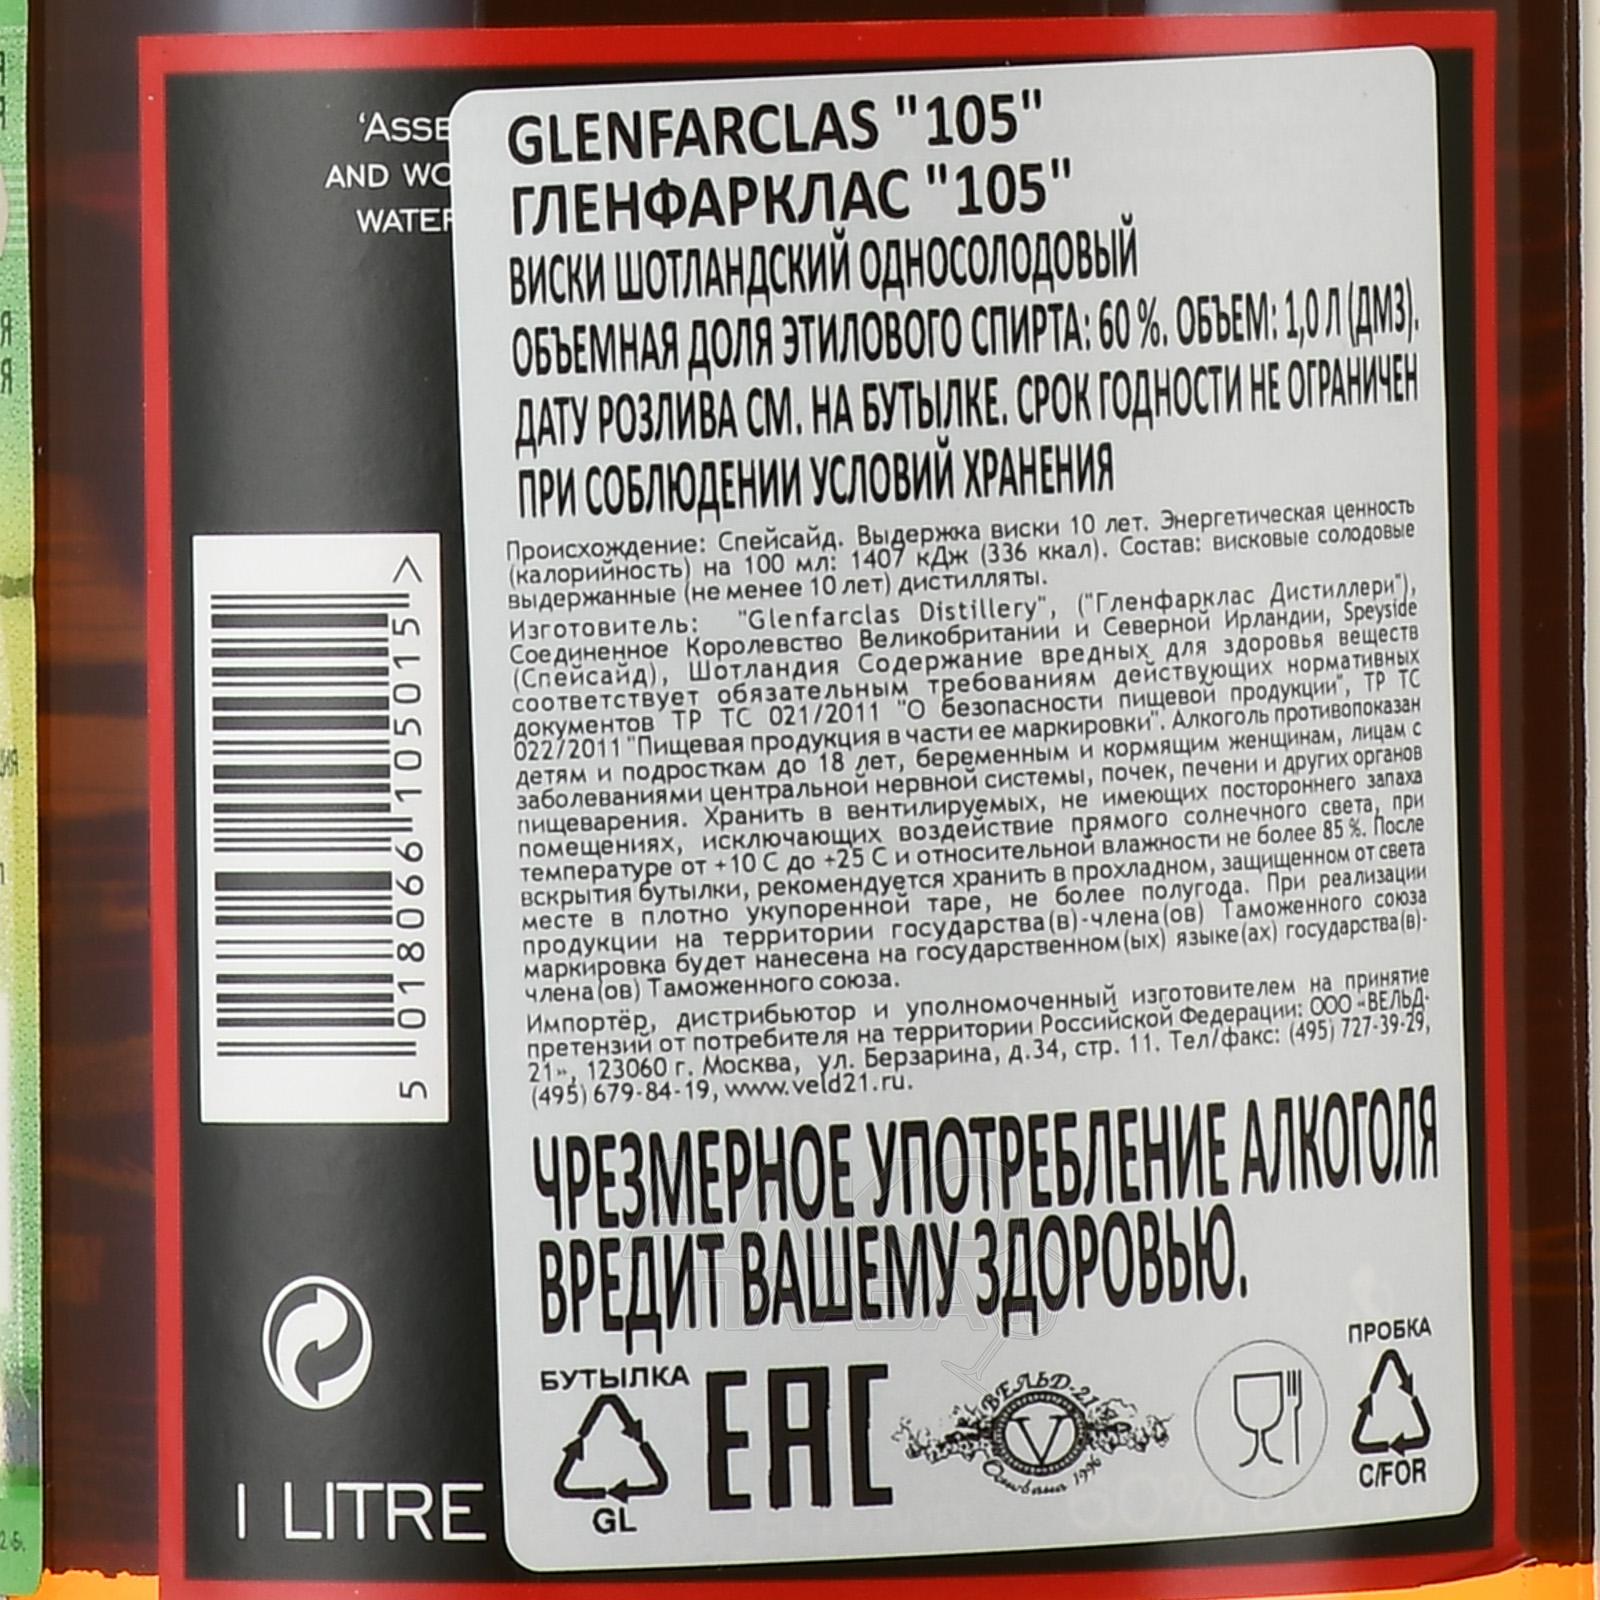 'ASSE
AND WO
WATER
GLENFARCLAS "105"
ГЛЕНФАРКЛАС "105"
ВИСКИ ШОТЛАНДСКИЙ ОДНОСОЛОДОВЫЙ
ОБЪЕМНАЯ ДОЛЯ ЭТИЛОВОГО СПИРТА: 60 %. ОБЪЕМ: 1,0 Л (ДМ3).
ДАТУ РОЗЛИВА СМ. НА БУТЫЛКЕ. СРОК ГОДНОСТИ НЕ ОГРАНИЧЕН
ПРИ СОБЛЮДЕНИИ УСЛОВИЙ ХРАНЕНИЯ
Происхождение: Спейсайд. Выдержка виски 10 лет. Энергетическая ценность
(калорийность) на 100 мл: 1407 кДж (336 ккал). Состав: висковые солодовые
выдержанные (не менее 10 лет) дистилляты.
Изготовитель: "Glenfarclas Distillery", ("Гленфарклас Дистиллери"),
Соединенное Королевство Великобритании и Северной Ирландии, Speyside
(Спейсайд), Шотландия Содержание вредных для здоровья веществ
соответствует обязательным требованиям действующих нормативных
документов ТР ТС 021/2011 "О безопасности пищевой продукции", ТР ТС
022/2011 "Пищевая продукция в части ее маркировки". Алкоголь противопоказан
детям и подросткам до 18 лет, беременным и кормящим женщинам, лицам с
заболеваниями центральной нервной системы, почек, печени и других органов
пищеварения. Хранить в вентилируемых, не имеющих постороннего запаха
помещениях, исключающих воздействие прямого солнечного света, при
температуре от +10 С до +25 С и относительной влажности не более 85 %. После
вскрытия бутылки, рекомендуется хранить в прохладном, защищенном от света
месте в плотно укупоренной таре, не более полугода. При реализации
продукции на территории государства(в)-члена(ов) Таможенного союза
маркировка будет нанесена на государственном(ых) языке(ах) государства(в)-
члена(ов) Таможенного союза.
Импортёр, дистрибьютор и уполномоченный изготовителем на принятие
претензий от потребителя на территории Российской Федерации: ООО «ВЕЛЬД-
21», 123060 г. Москва, ул. Берзарина, д.34, стр. 11. Тел/факс: (495) 727-39-29,
(495) 679-84-19, www.veld21.ru.
ЧРЕЗМЕРНОЕ УПОТРЕБЛЕНИЕ АЛКОГОЛЯ
ВРЕДИТ ВАШЕМУ ЗДОРОВЬЮ.
БУТЫЛКА
GL
EAC
ВЕЛЬД-21
V
Основана 1996
ПРОБКА
C/FOR
5 018066 105015 >
1 LITRE